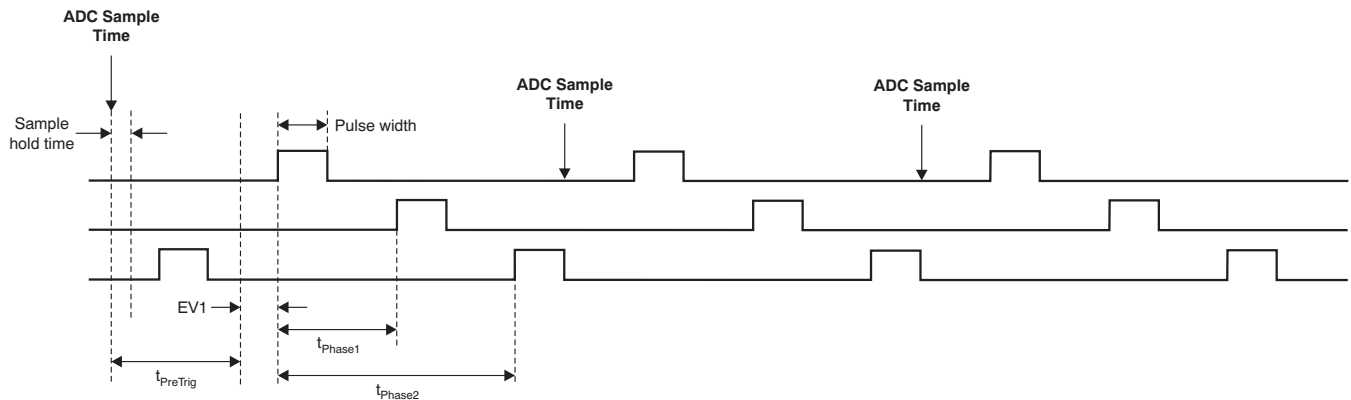 ADC Sample
Time
ADC Sample
Time
ADC Sample
Time
Sample
hold time
Pulse width
EV1
tPhase1
tPreTrig
tPhase2